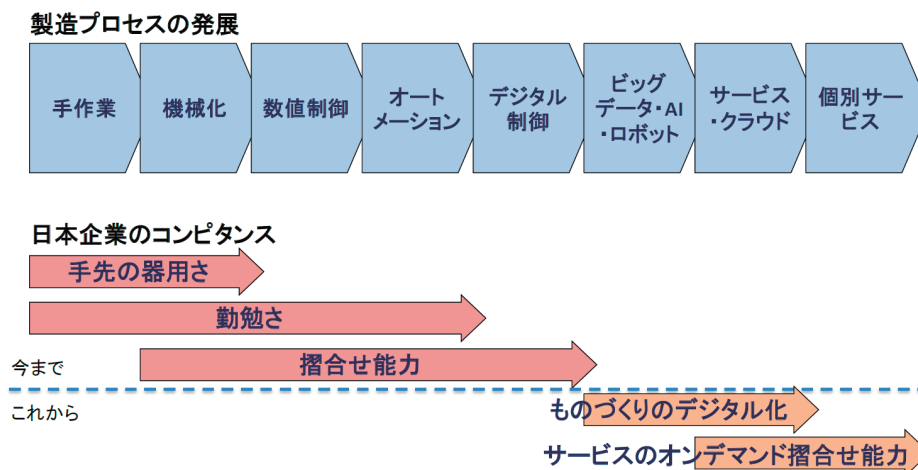 製造プロセスの発展
手作業
機械化
数値制御
オート
メーション
デジタル
制御
ビッグ
データ・AI
・ロボット
サービス
・クラウド
個別サー
ビス
日本企業のコンピタンス
手先の器用さ
勤勉さ
摺合せ能力
今まで
これから
ものづくりのデジタル化
サービスのオンデマンド摺合せ能力